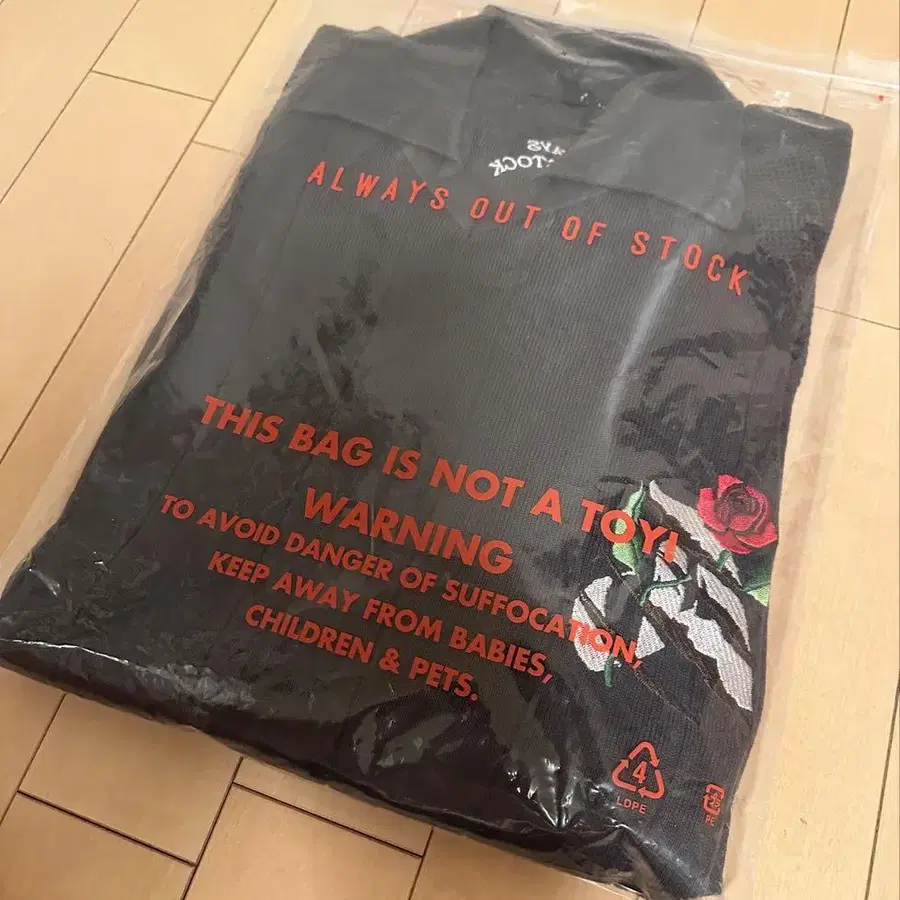 ALWAYS OUT OF STOCK
THIS BAG IS NOT A TOY!
WARNING
TO AVOID DANGER OF SUFFOCATION,
KEEP AWAY FROM BABIES,
CHILDREN & PETS.
4
LDPE
PE